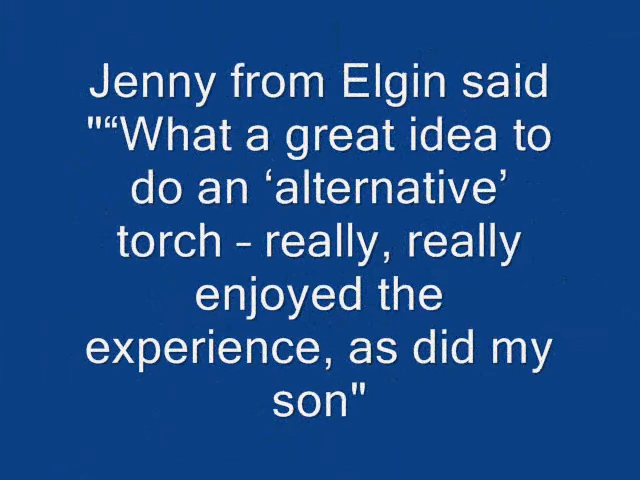 Jenny from Elgin said
"“What a great idea to
do an ‘alternative’
torch – really, really
enjoyed the
experience, as did my
son"